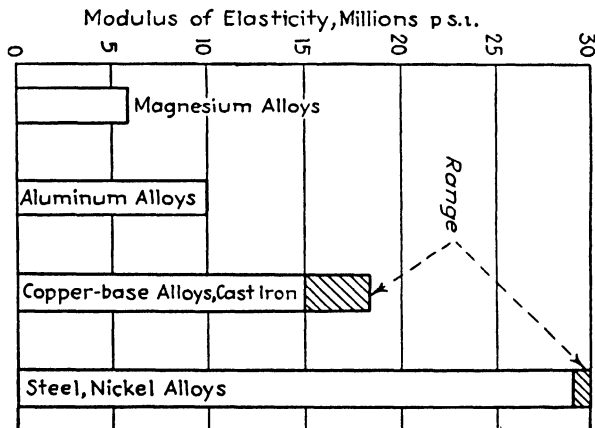 Modulus of Elasticity, Millions p s.ı.
0 5 10 15 20 25 30
Magnesium Alloys
Range
Aluminum Alloys
Copper-base Alloys, Cast Iron
Steel, Nickel Alloys